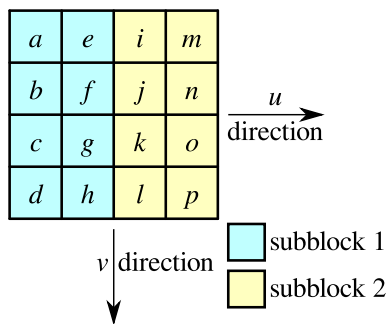 a e i m
b f j n
u
direction
c g k o
d h l p
v direction
subblock 1
subblock 2